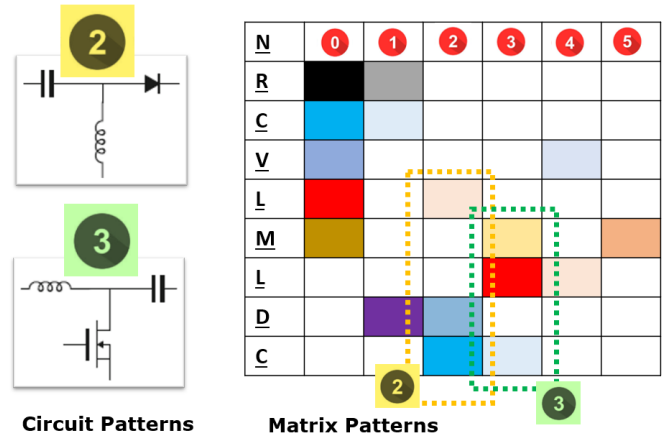 2
3
Circuit Patterns
N 0 1 2 3 4 5
R
C
V
L
M
L
D
C
2
3
Matrix Patterns